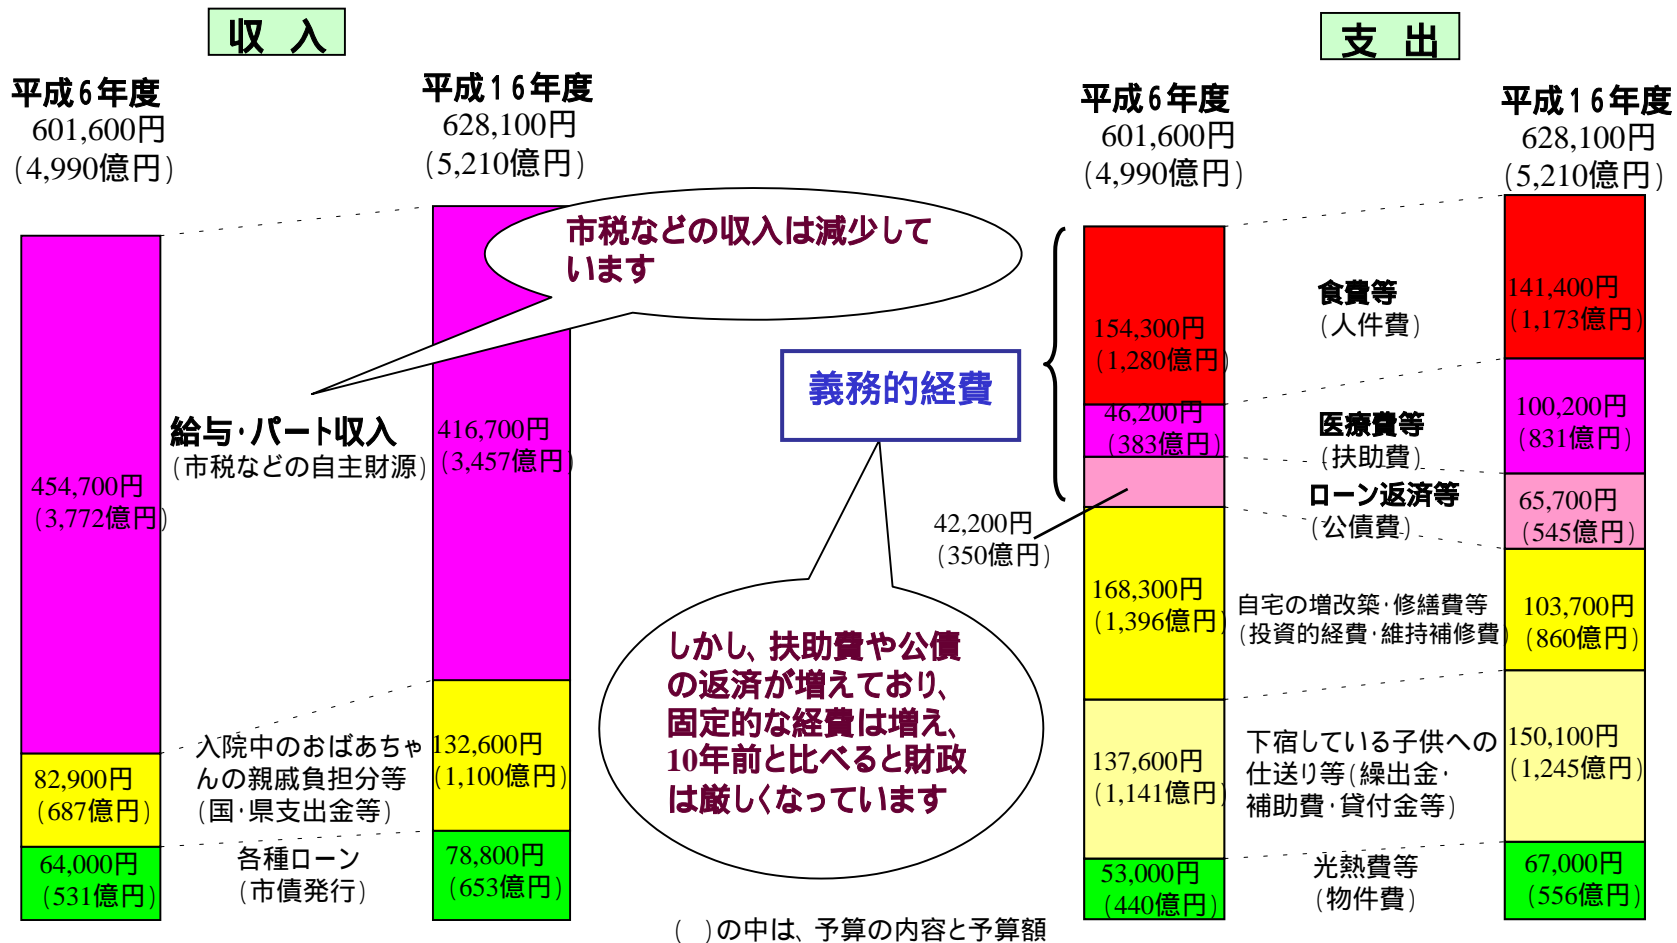 収 入
平成6年度
601,600円
(4,990億円)
平成16年度
628,100円
(5,210億円)
市税などの収入は減少して
います
給与・パート収入
(市税などの自主財源)
454,700円
(3,772億円)
416,700円
(3,457億円)
入院中のおばあちゃ
んの親戚負担分等
(国・県支出金等)
82,900円
(687億円)
132,600円
(1,100億円)
各種ローン
(市債発行)
64,000円
(531億円)
78,800円
(653億円)
支 出
平成6年度
601,600円
(4,990億円)
平成16年度
628,100円
(5,210億円)
義務的経費
しかし、扶助費や公債
の返済が増えており、
固定的な経費は増え、
10年前と比べると財政
は厳しくなっています
154,300円
(1,280億円)
食費等
(人件費)
141,400円
(1,173億円)
46,200円
(383億円)
医療費等
(扶助費)
100,200円
(831億円)
42,200円
(350億円)
ローン返済等
(公債費)
65,700円
(545億円)
168,300円
(1,396億円)
自宅の増改築・修繕費等
(投資的経費・維持補修費)
103,700円
(860億円)
137,600円
(1,141億円)
下宿している子供への
仕送り等(繰出金・
補助費・貸付金等)
150,100円
(1,245億円)
53,000円
(440億円)
光熱費等
(物件費)
67,000円
(556億円)
( )の中は、予算の内容と予算額